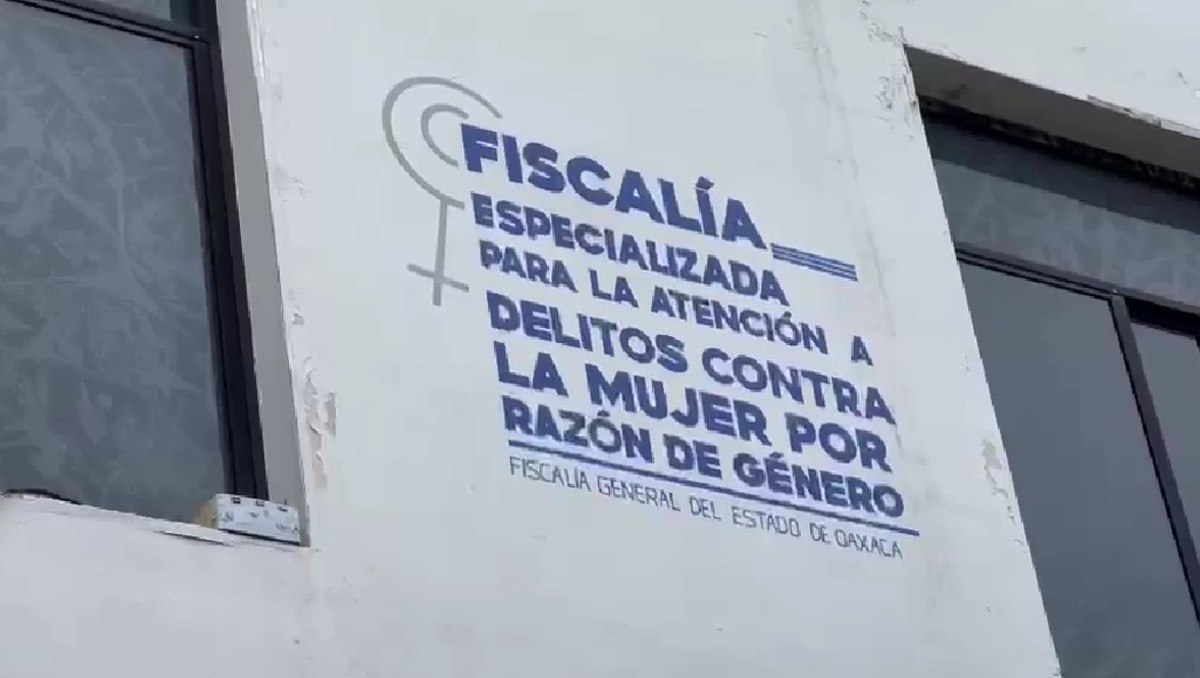 FISCALÍA
ESPECIALIZADA
PARA LA ATENCIÓN A
DELITOS CONTRA
LA MUJER POR
RAZÓN DE GÉNERO
FISCALÍA GENERAL DEL ESTADO DE OAXACA